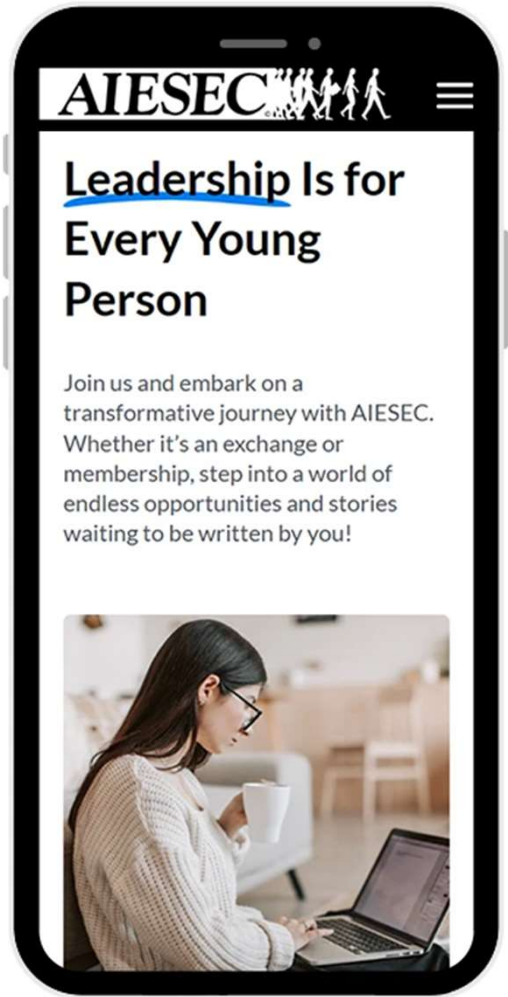 AIESEC
Leadership Is for
Every Young
Person
Join us and embark on a
transformative journey with AIESEC.
Whether it’s an exchange or
membership, step into a world of
endless opportunities and stories
waiting to be written by you!